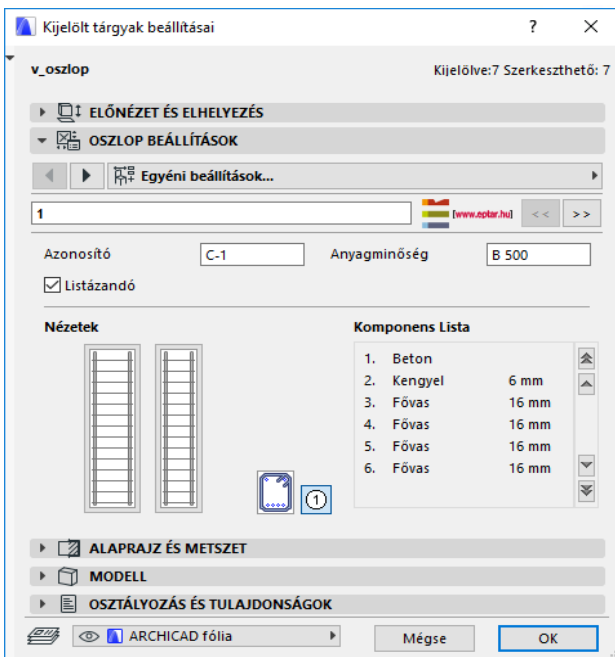 Kijelölt tárgyak beállításai ? ×
v_oszlop Kijelölve:7 Szerkeszthető: 7
ELŐNÉZET ÉS ELHELYEZÉS
OSZLOP BEÁLLÍTÁSOK
Egyéni beállítások...
1 [www.eptar.hu] << >>
Azonosító C-1 Anyagminőség B 500
Listázandó
Nézetek Komponens Lista
1. Beton
2. Kengyel 6 mm
3. Fővas 16 mm
4. Fővas 16 mm
5. Fővas 16 mm
6. Fővas 16 mm
1
ALAPRAJZ ÉS METSZET
MODELL
OSZTÁLYOZÁS ÉS TULAJDONSÁGOK
ARCHICAD fólia Mégse OK